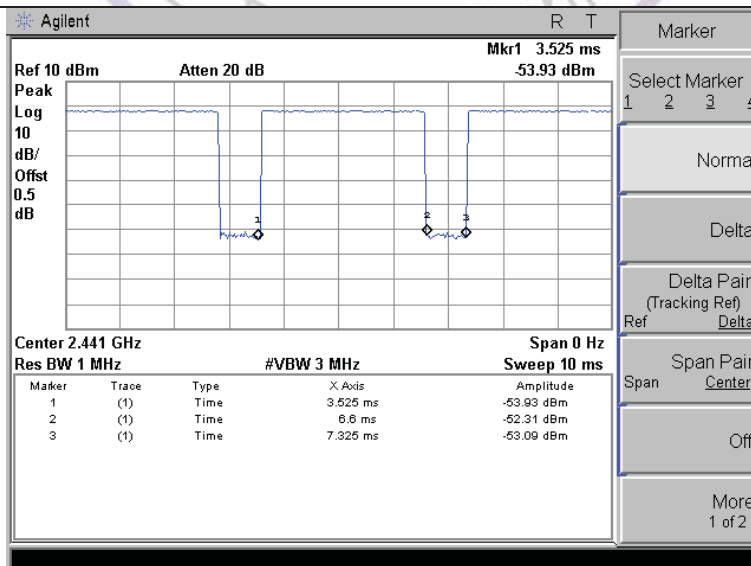 Agilent R T
Mkr1 3.525 ms
Ref 10 dBm Atten 20 dB -53.93 dBm
Peak
Log
10
dB/
Offst
0.5
dB
1
2
3
Center 2.441 GHz Span 0 Hz
Res BW 1 MHz #VBW 3 MHz Sweep 10 ms
Marker Trace Type X Axis Amplitude
1 (1) Time 3.525 ms -53.93 dBm
2 (1) Time 6.6 ms -52.31 dBm
3 (1) Time 7.325 ms -53.09 dBm
Marker
Select Marker
1 2 3
Norma
Delta
Delta Pair
(Tracking Ref)
Ref Delta
Span Pair
Span Center
Off
More
1 of 2